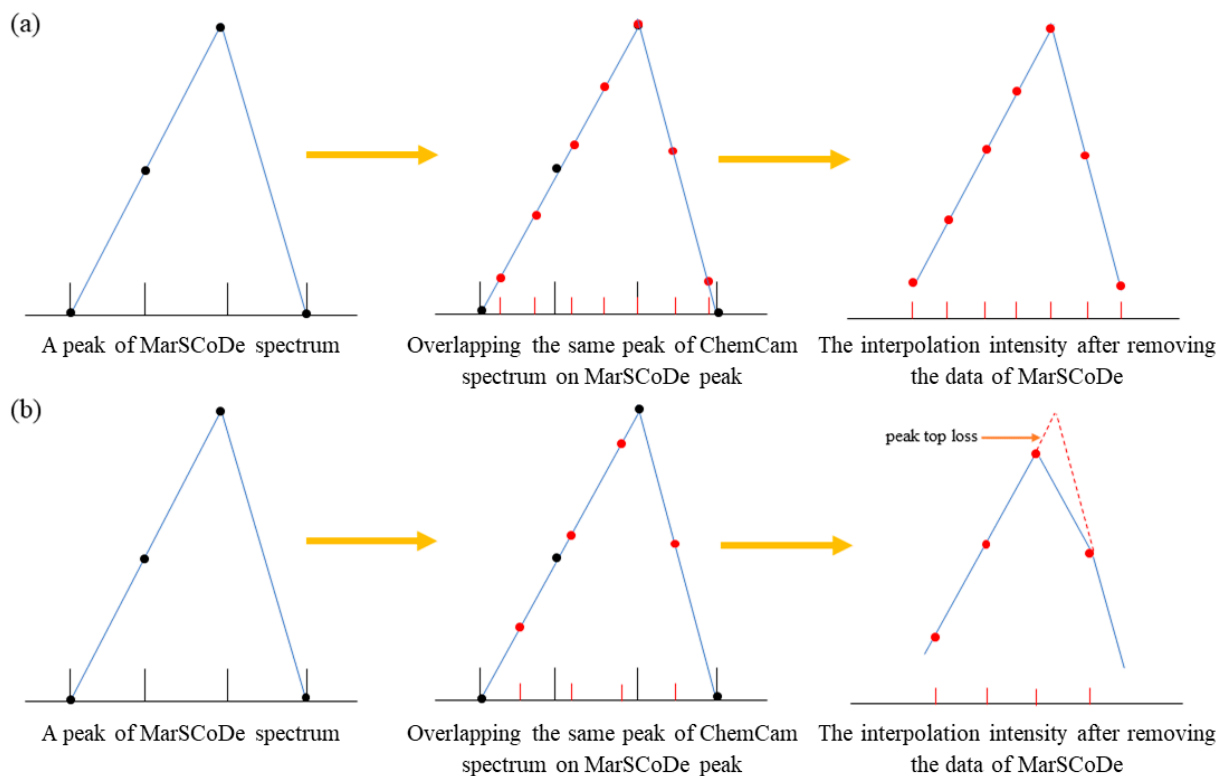 (a)
A peak of MarSCoDe spectrum
Overlapping the same peak of ChemCam
spectrum on MarSCoDe peak
The interpolation intensity after removing
the data of MarSCoDe
(b)
peak top loss
A peak of MarSCoDe spectrum
Overlapping the same peak of ChemCam
spectrum on MarSCoDe peak
The interpolation intensity after removing
the data of MarSCoDe